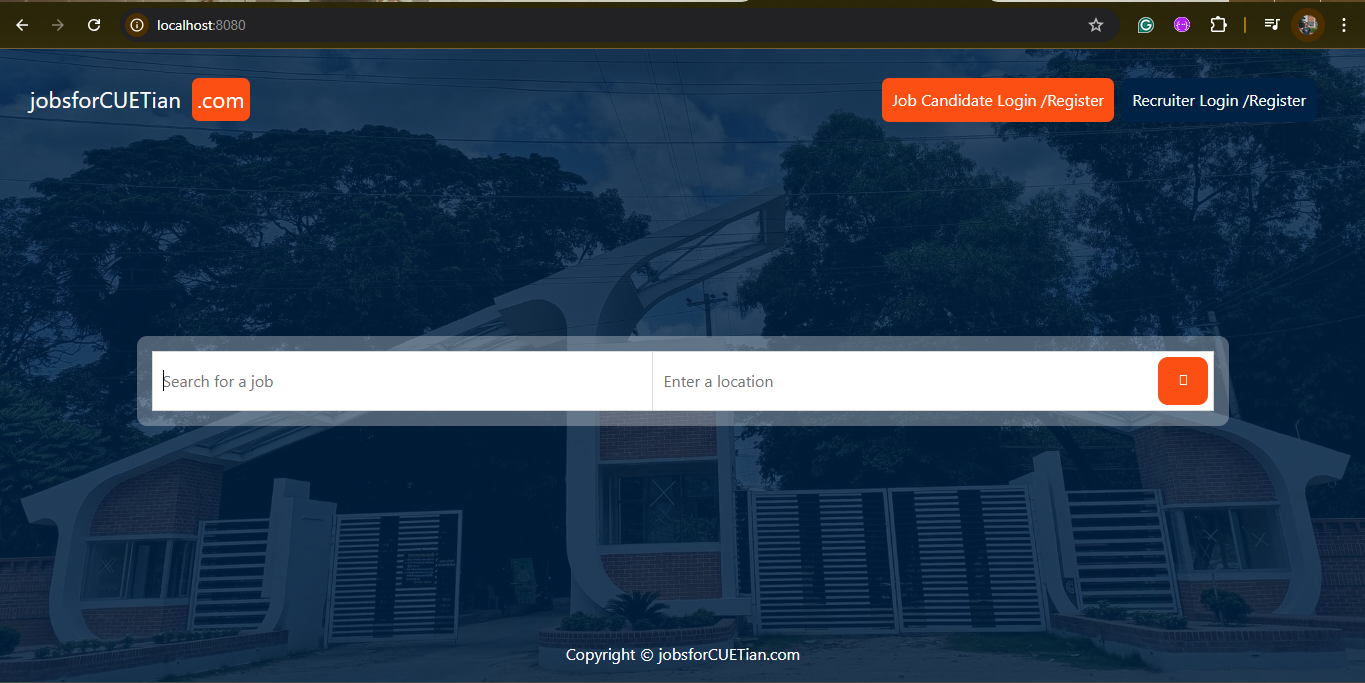 localhost:8080
jobsforCUETian .com
Job Candidate Login /Register
Recruiter Login /Register
Search for a job
Enter a location
Copyright © jobsforCUETian.com